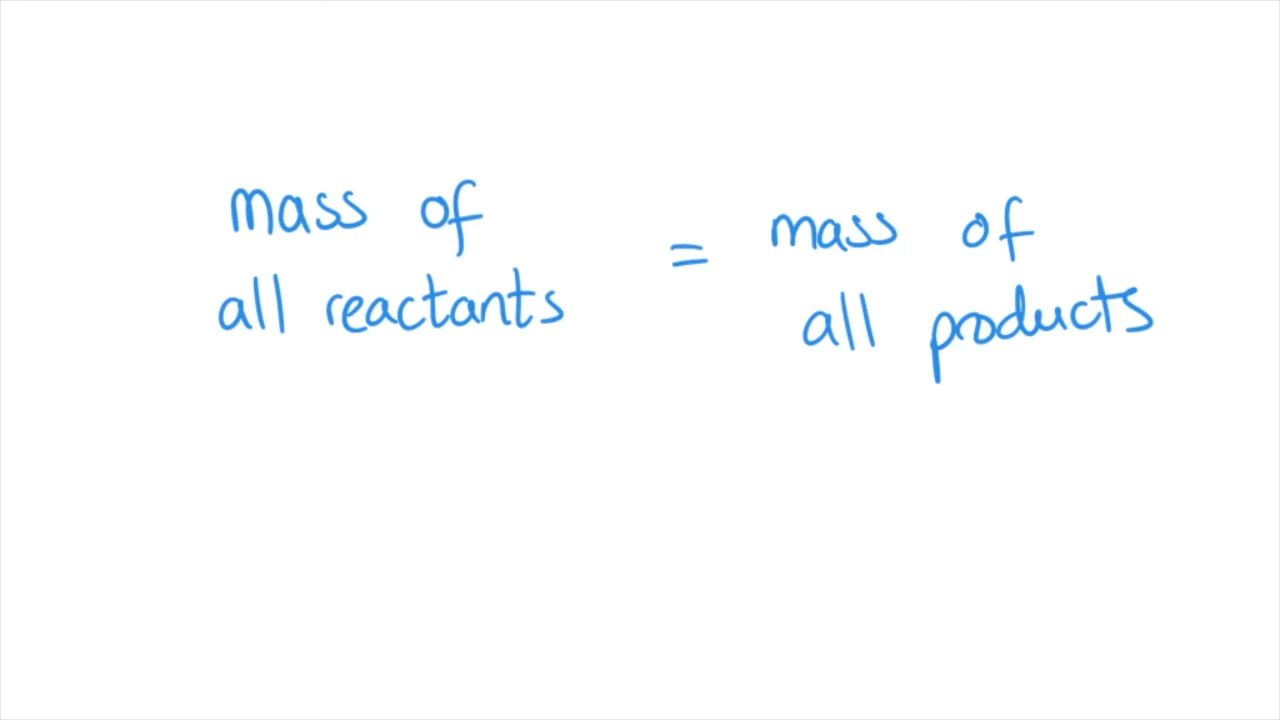 mass of
all reactants
=
mass of
all products